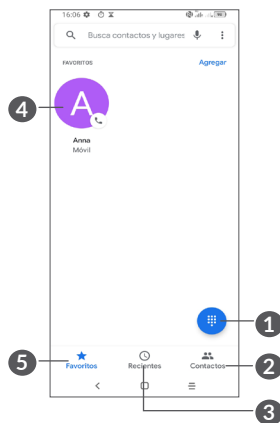 16:06
Busca contactos y lugares
FAVORITOS Agregar
4
A
Anna
Móvil
1
5
Favoritos Recientes Contactos
2
3